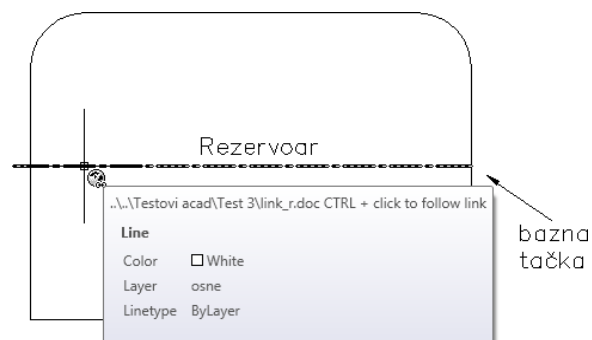 Rezervoar
..\..\Testovi acad\Test 3\link_r.doc CTRL + click to follow link
Line
Color White
Layer osne
Linetype ByLayer
bazna
tačka